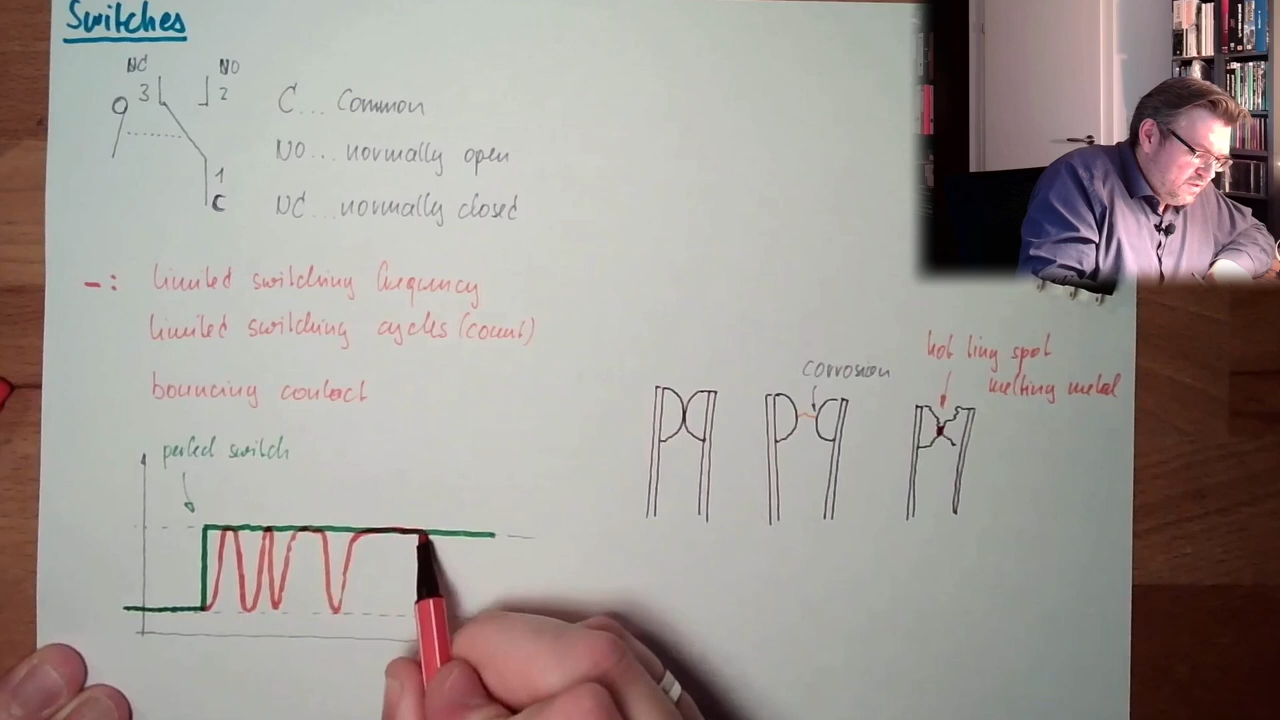 Switches
NC NO
3 2
1
C
C... Common
NO... normally open
NC... normally closed
-: limited switching frequency
limited switching cycles (count)
bouncing contact
perfect switch
corrosion
hot ting spot
melting metal